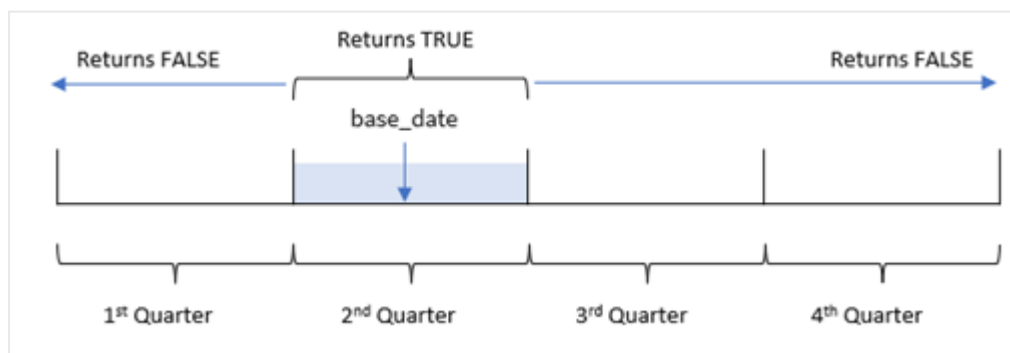 Returns TRUE
Returns FALSE
Returns FALSE
base_date
1st Quarter
2nd Quarter
3rd Quarter
4th Quarter